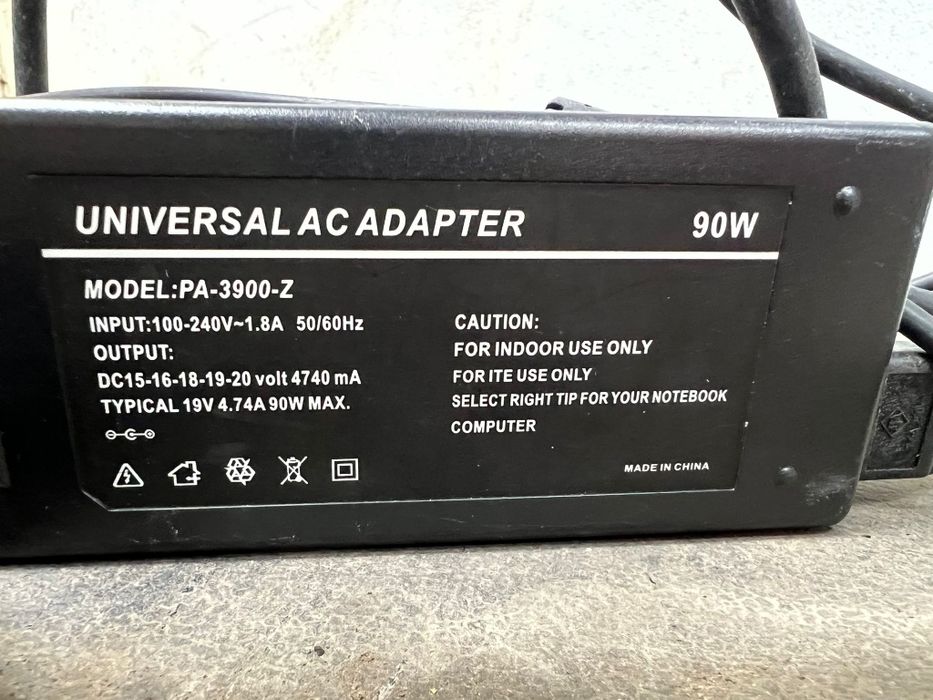 UNIVERSAL AC ADAPTER 90W
MODEL:PA-3900-Z
INPUT:100-240V~1.8A 50/60Hz
OUTPUT:
DC15-16-18-19-20 volt 4740 mA
TYPICAL 19V 4.74A 90W MAX.
CAUTION:
FOR INDOOR USE ONLY
FOR ITE USE ONLY
SELECT RIGHT TIP FOR YOUR NOTEBOOK
COMPUTER
MADE IN CHINA